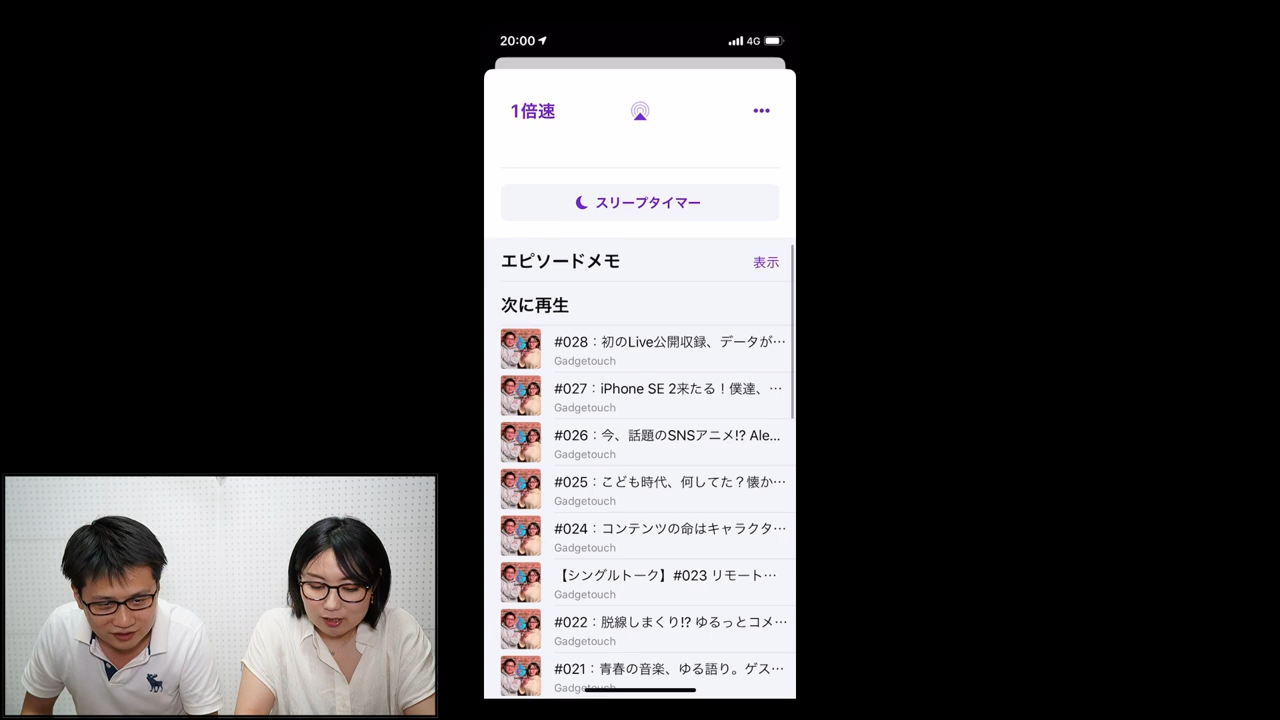 20:00
4G
1倍速
スリープタイマー
エピソードメモ
表示
次に再生
#028：初のLive公開収録、データが…
Gadgetouch
#027：iPhone SE 2来たる！僕達、…
Gadgetouch
#026：今、話題のSNSアニメ!? Ale...
Gadgetouch
#025：こども時代、何してた？懐か…
Gadgetouch
#024：コンテンツの命はキャラクタ…
Gadgetouch
【シングルトーク】#023 リモート…
Gadgetouch
#022：脱線しまくり!? ゆるっとコメ…
Gadgetouch
#021：青春の音楽、ゆる語り。ゲス…
Gadgetouch